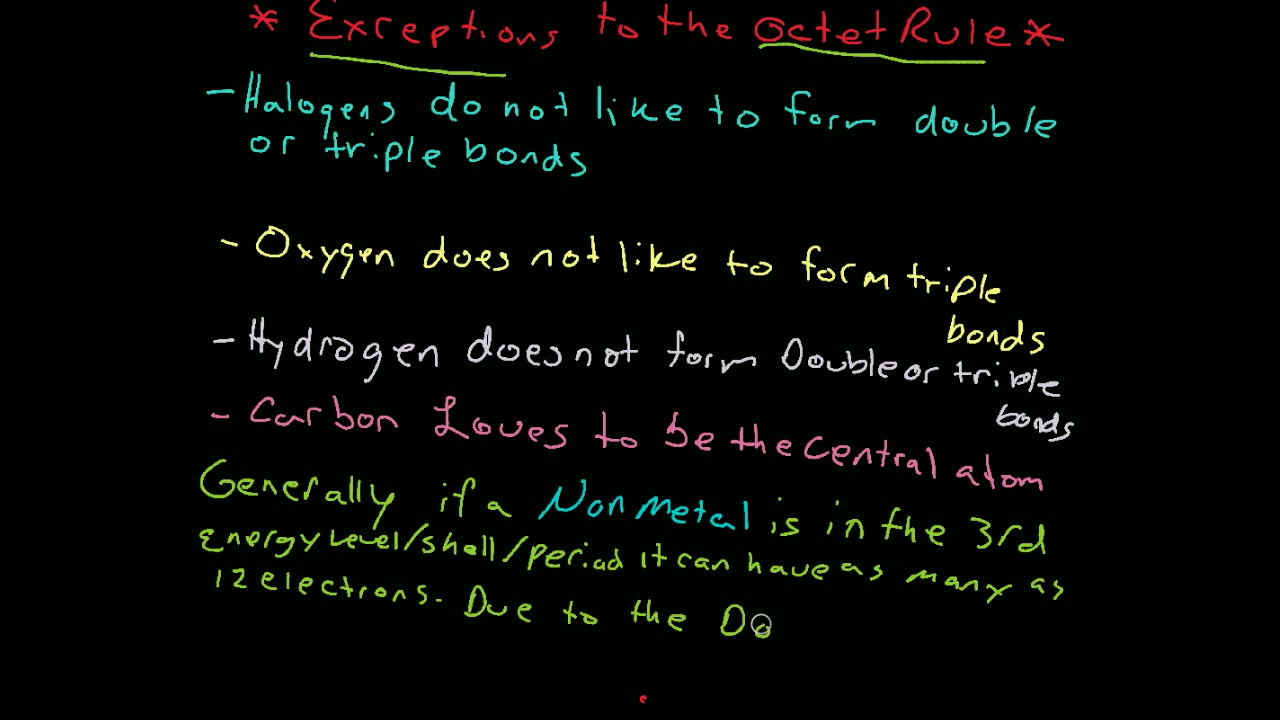 * Exceptions to the Octet Rule *
- Halogens do not like to form double
or triple bonds
- Oxygen does not like to form triple
bonds
- Hydrogen does not form Double or triple
bonds
- Carbon Loves to be the central atom
Generally if a Nonmetal is in the 3rd
energy level/shell/period it can have as many as
12 electrons. Due to the Do